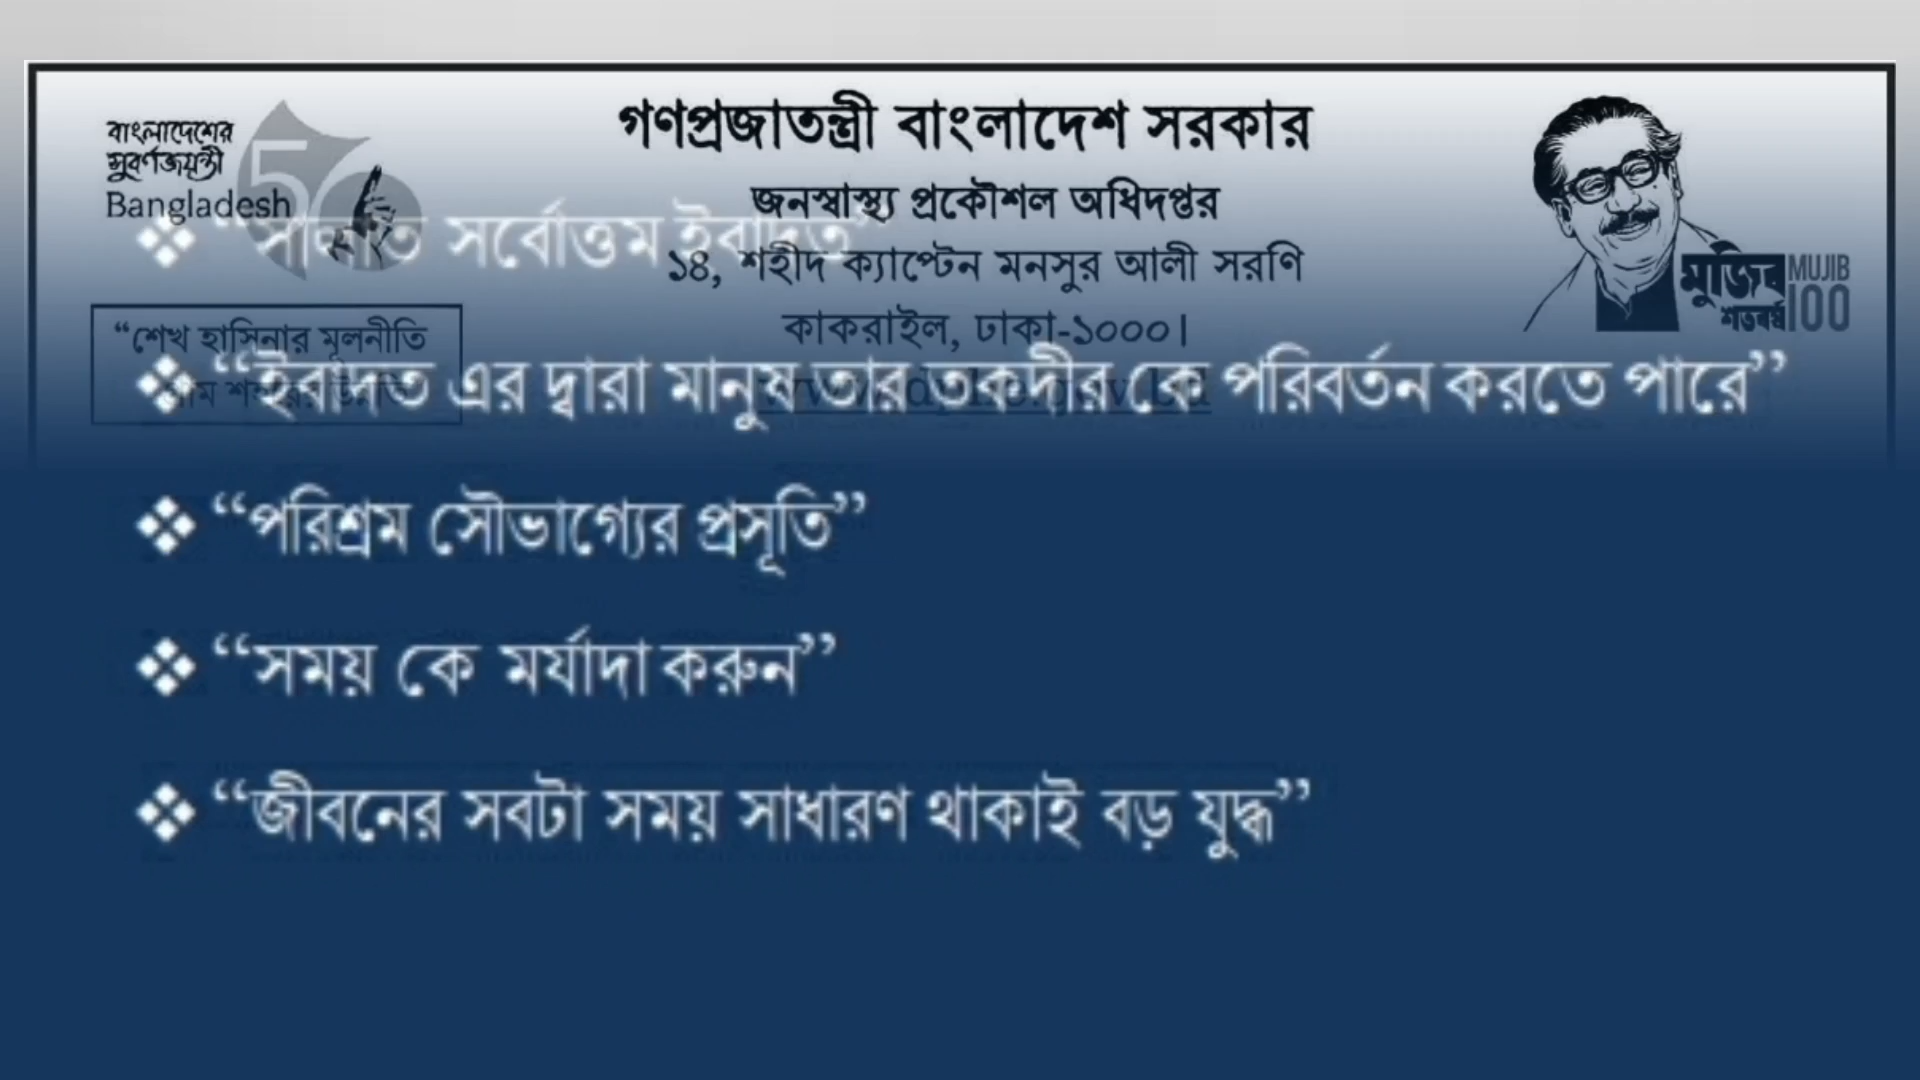 বাংলাদেশের
সুবর্ণজয়ন্তী
Bangladesh
50
গণপ্রজাতন্ত্রী বাংলাদেশ সরকার
জনস্বাস্থ্য প্রকৌশল অধিদপ্তর
১৪, শহীদ ক্যাপ্টেন মনসুর আলী সরণি
কাকরাইল, ঢাকা-১০০০।
মুজিব
শতবর্ষ
MUJIB
100
“শেখ হাসিনার মূলনীতি
❖ “সালাত সর্বোত্তম ইবাদত”
❖ “ইবাদত এর দ্বারা মানুষ তার তকদীর কে পরিবর্তন করতে পারে”
❖ “পরিশ্রম সৌভাগ্যের প্রসূতি”
❖ “সময় কে মর্যাদা করুন”
❖ “জীবনের সবটা সময় সাধারণ থাকাই বড় যুদ্ধ”